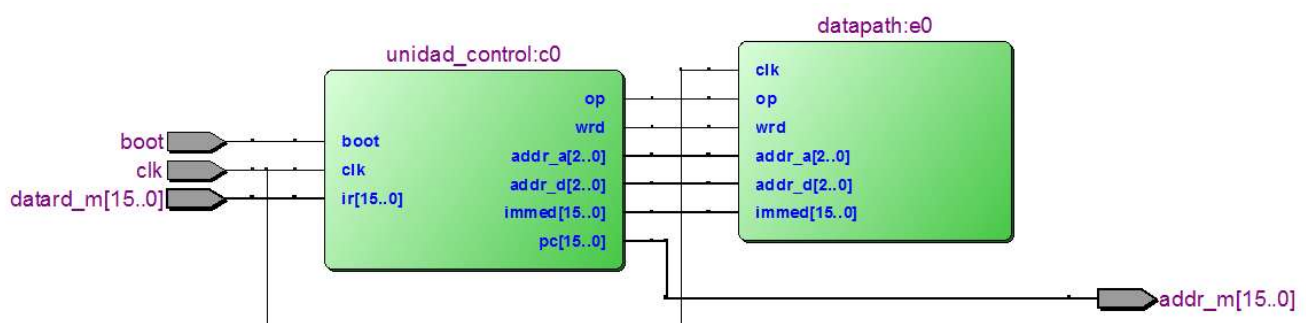 datapath:e0
unidad_control:c0
boot
clk
datard_m[15..0]
boot
clk
ir[15..0]
op
wrd
addr_a[2..0]
addr_d[2..0]
immed[15..0]
pc[15..0]
clk
op
wrd
addr_a[2..0]
addr_d[2..0]
immed[15..0]
addr_m[15..0]